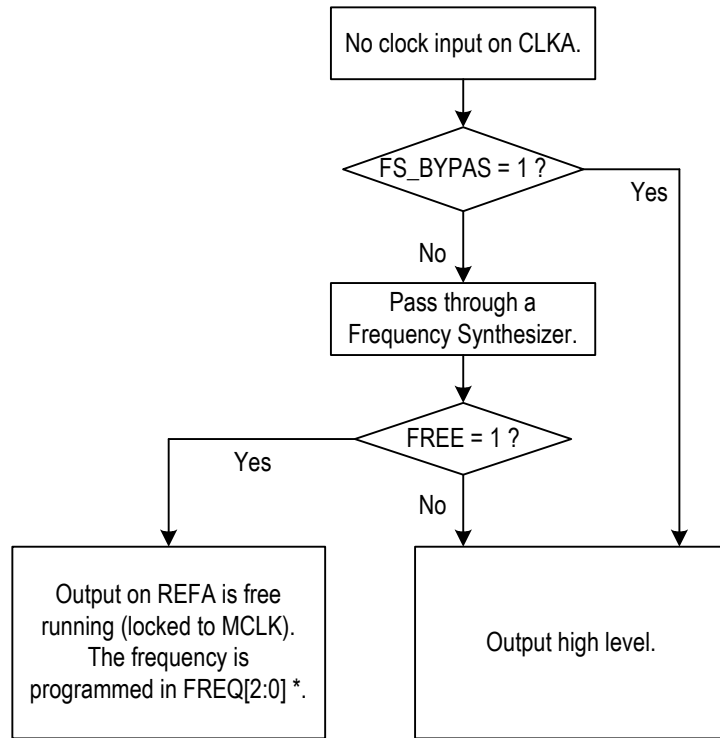 No clock input on CLKA.
FS_BYPAS = 1 ?
Yes
No
Pass through a
Frequency Synthesizer.
FREE = 1 ?
Yes
No
Output on REFA is free
running (locked to MCLK).
The frequency is
programmed in FREQ[2:0] *.
Output high level.